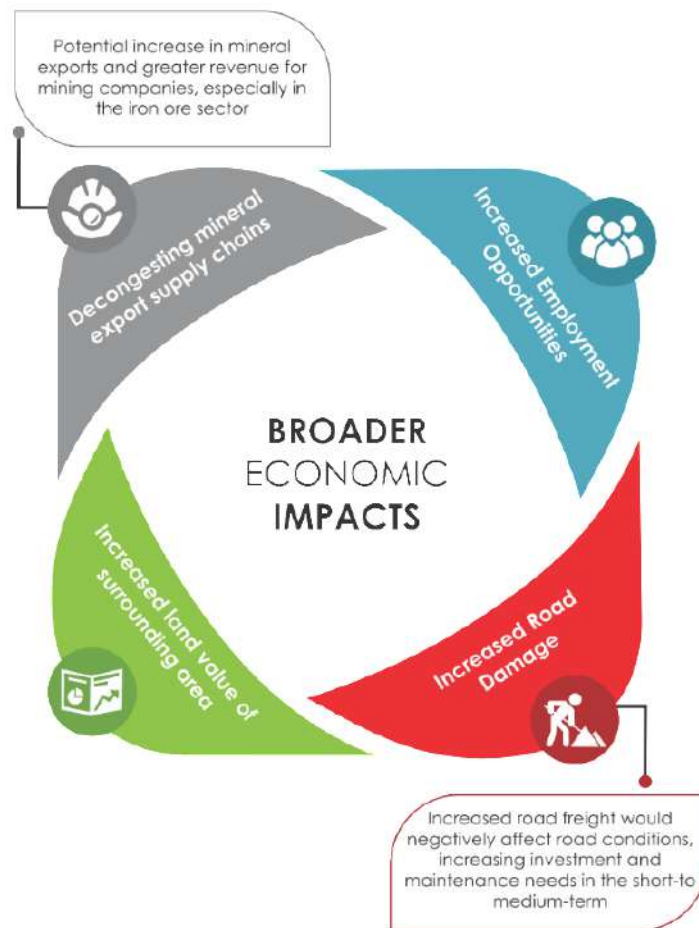 Potential increase in mineral
exports and greater revenue for
mining companies, especially in
the iron ore sector
Decongesting mineral
export supply chains
Increased Employment
Opportunities
BROADER
ECONOMIC
IMPACTS
Increased land value of
surrounding area
Increased Road
Damage
Increased road freight would
negatively affect road conditions,
increasing investment and
maintenance needs in the short-to
medium-term